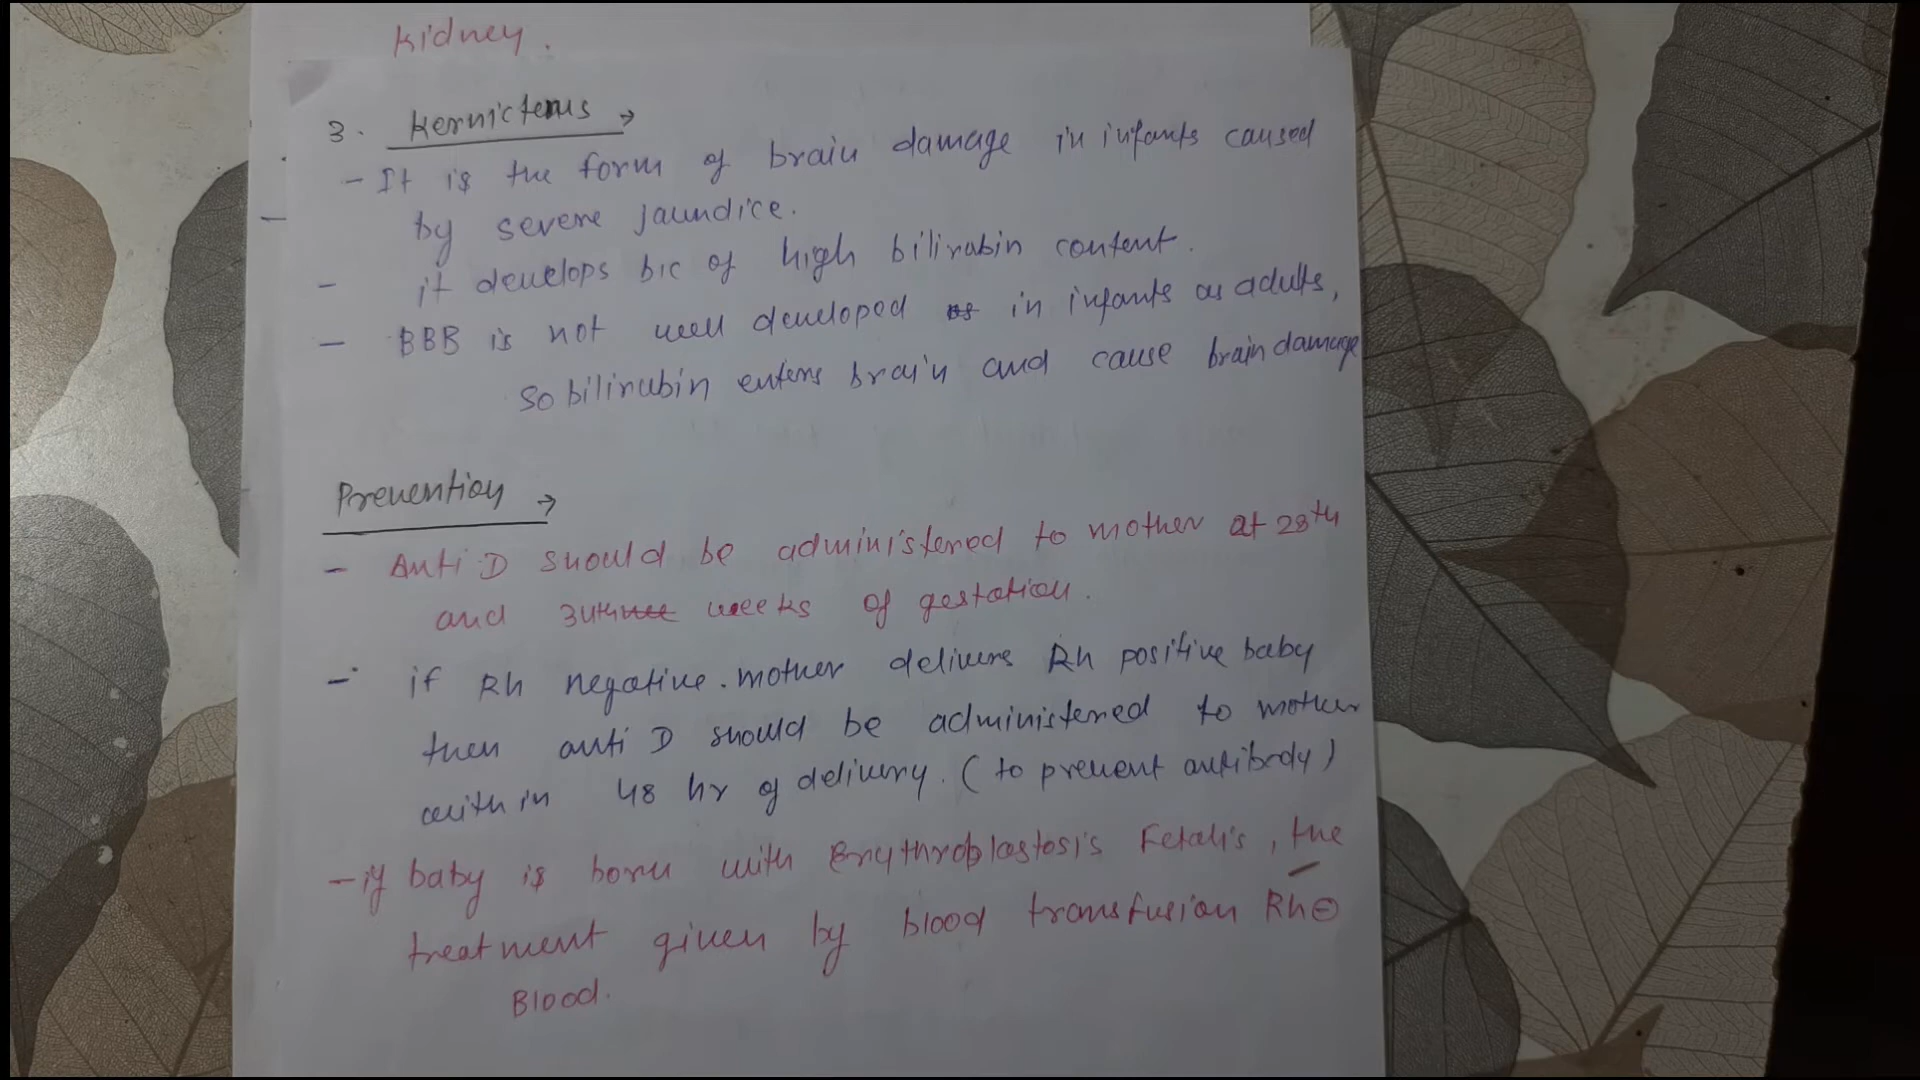 Kidney.
3. Kernicterus →
- It is the form of brain damage in infants caused
by severe jaundice.
- it develops b/c of high bilirubin content.
- BBB is not well developed as in infants as adults,
so bilirubin enters brain and cause brain damage
Prevention →
- Anti D should be administered to mother at 28th
and 34th weeks of gestation.
- if Rh negative mother delivers Rh positive baby
then anti D should be administered to mother
within 48 hr of delivery. (to prevent antibody)
- if baby is born with Erythroblastosis Fetalis, the
treatment given by blood transfusion Rh⊖
Blood.